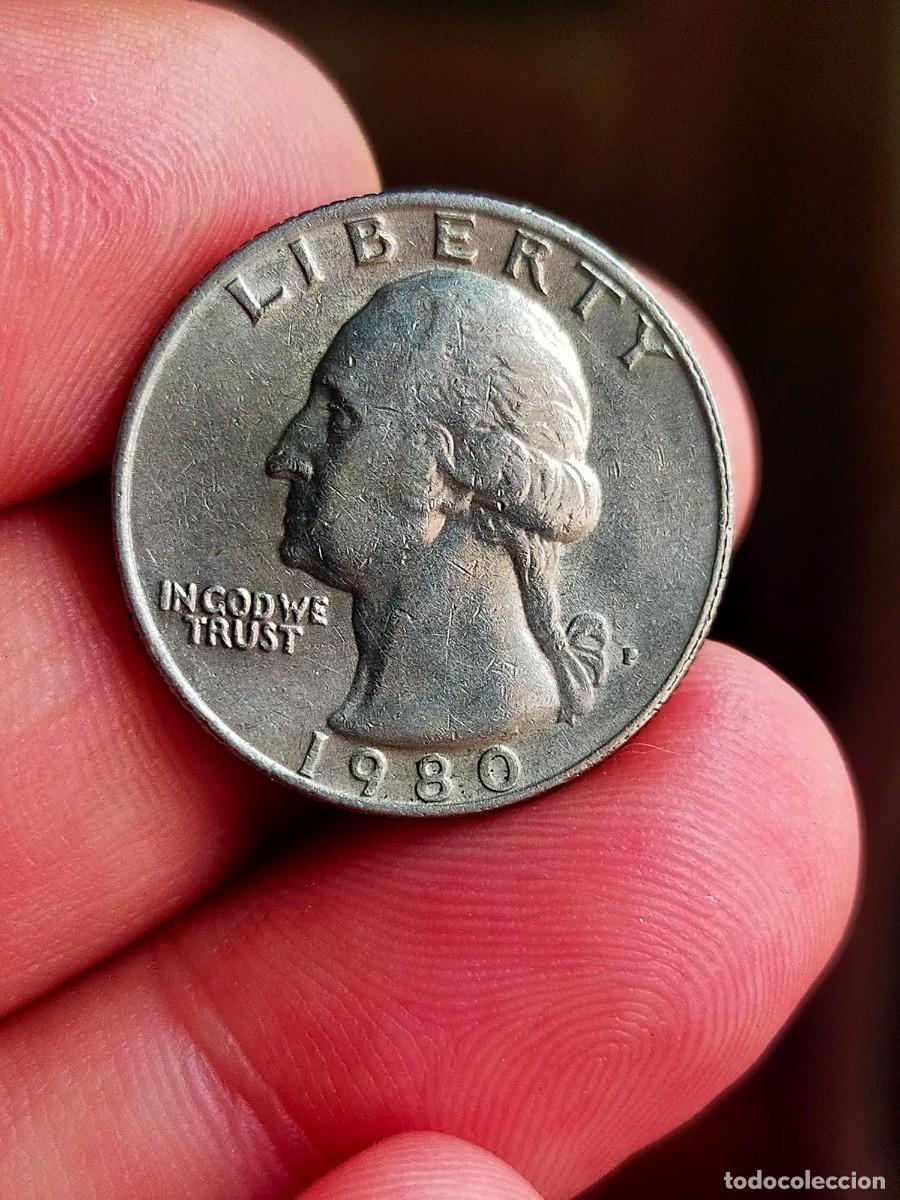 LIBERTY
IN GOD WE
TRUST
P
1980
todocoleccion